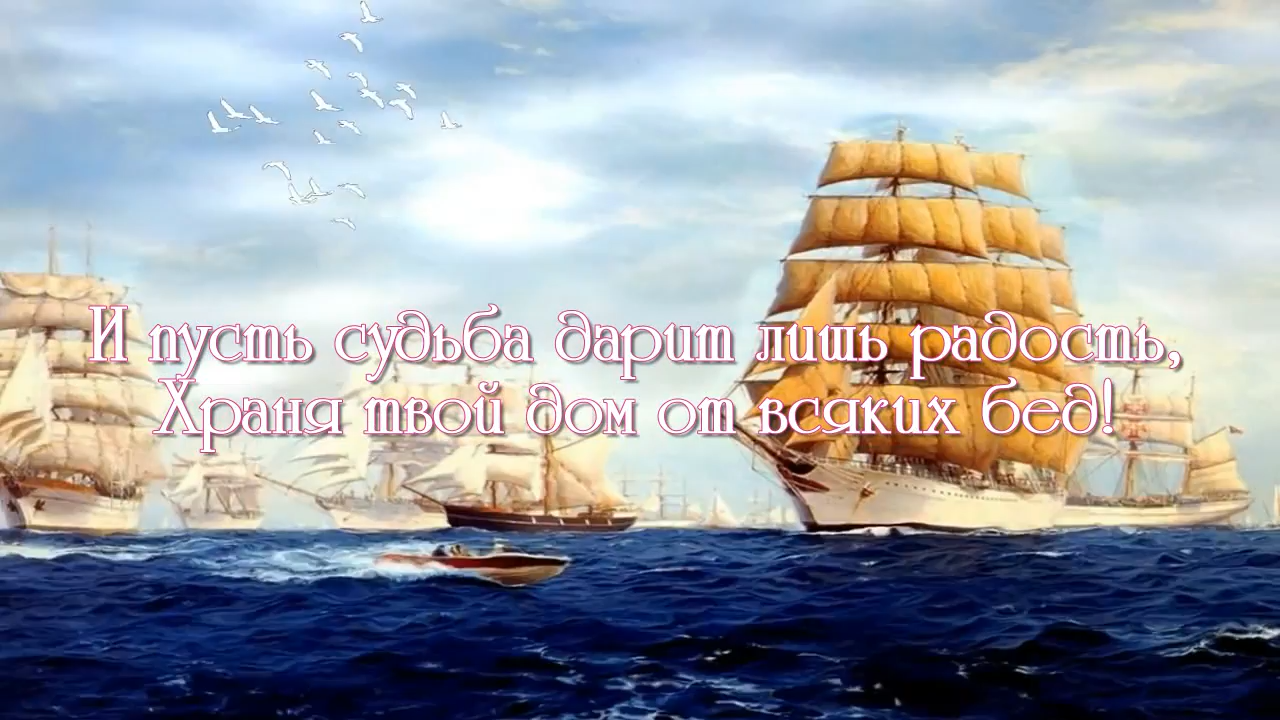 И пусть судьба дарит лишь радость,
Храня твой дом от всяких бед!